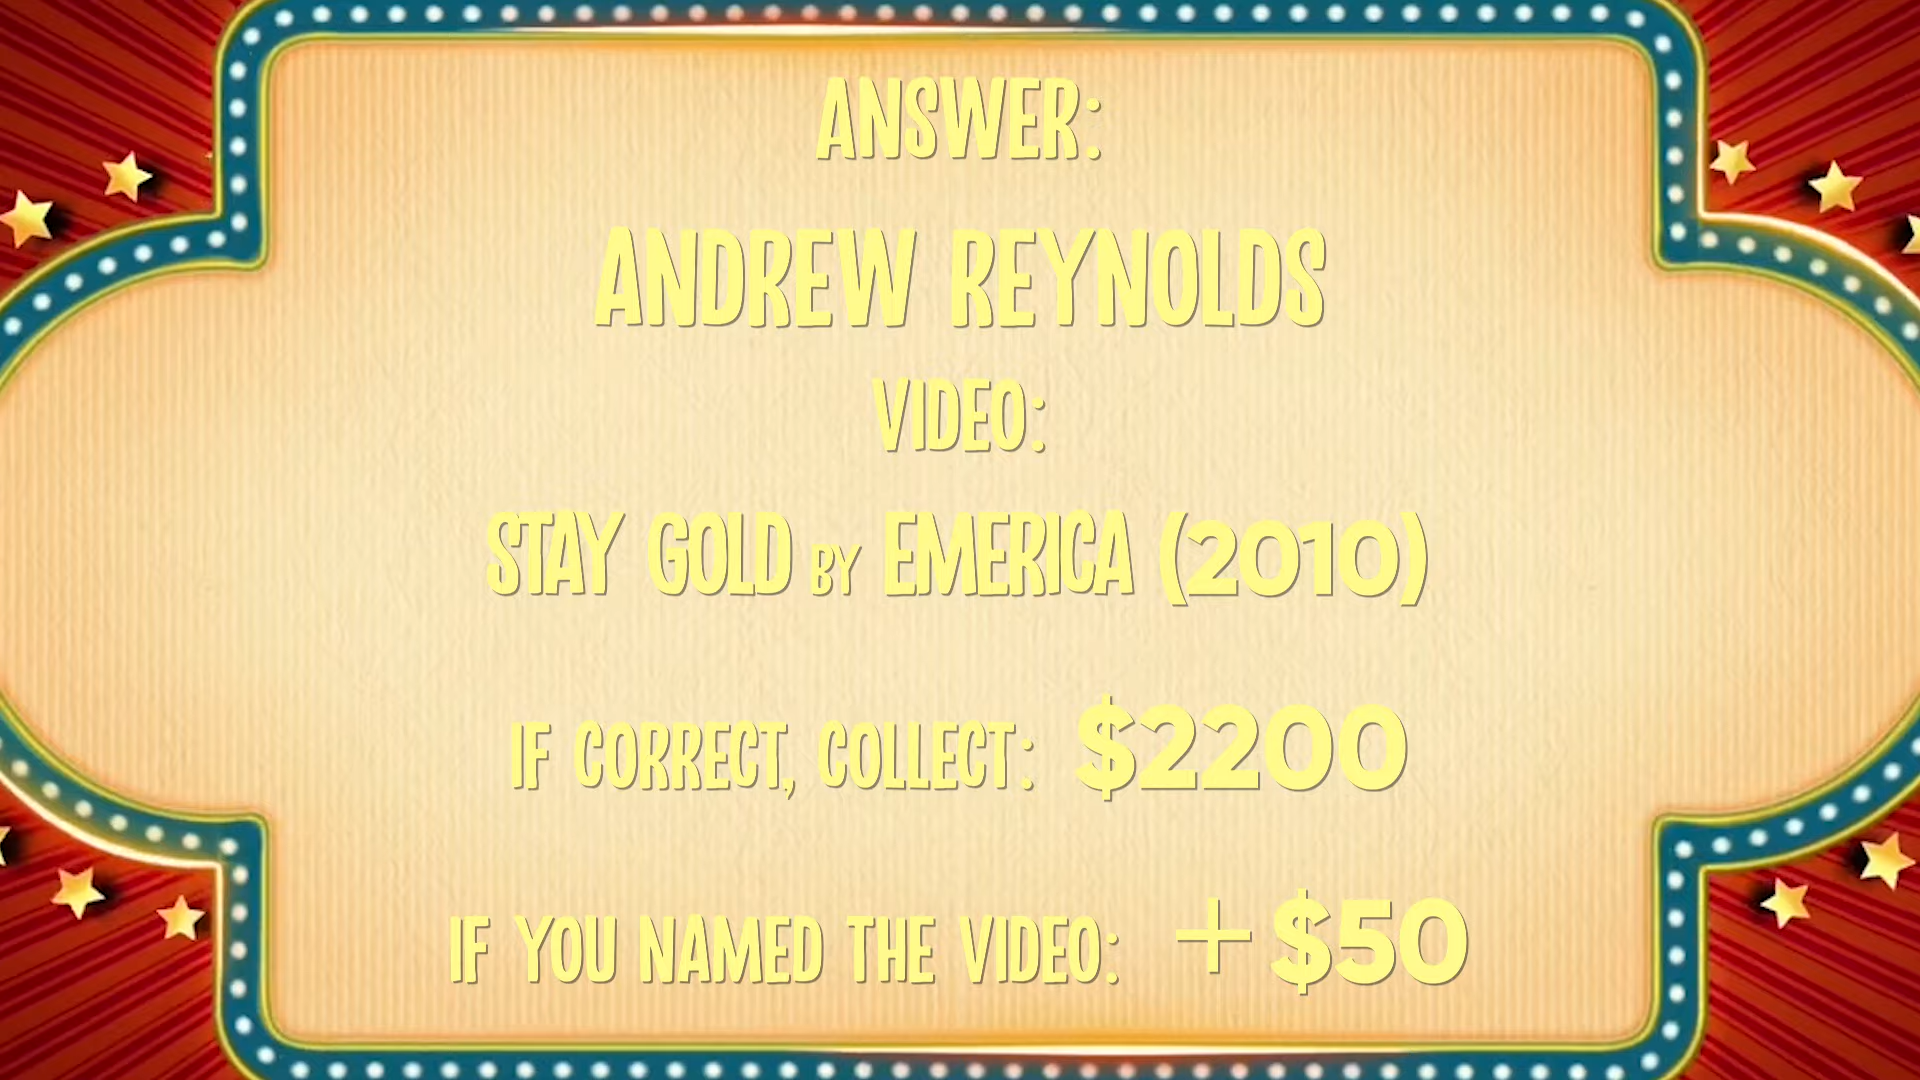 ANSWER:
ANDREW REYNOLDS
VIDEO:
STAY GOLD BY EMERICA (2010)
IF CORRECT, COLLECT: $2200
IF YOU NAMED THE VIDEO: +$50